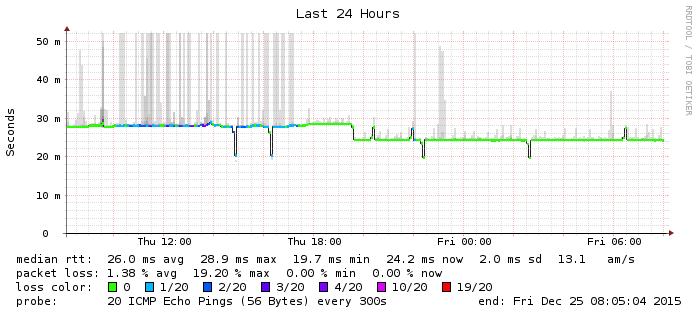 Last 24 Hours
RRDTOOL / TOBI OETIKER
Seconds
50 m
40 m
30 m
20 m
10 m
0
Thu 12:00 Thu 18:00 Fri 00:00 Fri 06:00
median rtt: 26.0 ms avg 28.9 ms max 19.7 ms min 24.2 ms now 2.0 ms sd 13.1 am/s
packet loss: 1.38 % avg 19.20 % max 0.00 % min 0.00 % now
loss color: 0 1/20 2/20 3/20 4/20 10/20 19/20
probe: 20 ICMP Echo Pings (56 Bytes) every 300s end: Fri Dec 25 08:05:04 2015